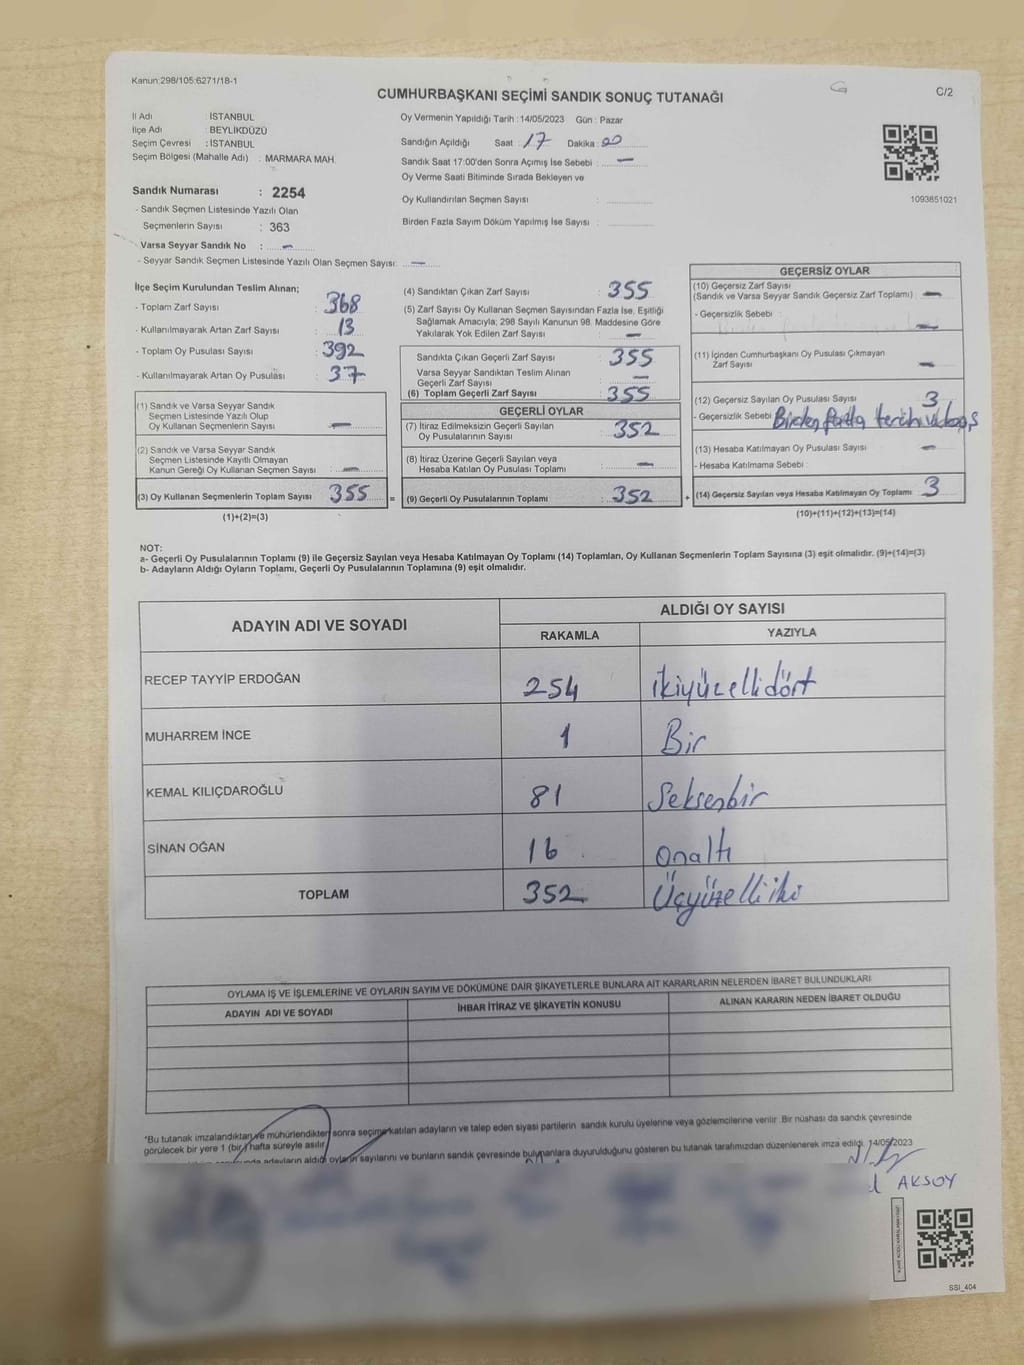 Kanun:298/105:6271/18-1
CUMHURBAŞKANI SEÇİMİ SANDIK SONUÇ TUTANAĞI
C/2
İl Adı : İSTANBUL
İlçe Adı : BEYLİKDÜZÜ
Seçim Çevresi : İSTANBUL
Seçim Bölgesi (Mahalle Adı) : MARMARA MAH.
Oy Vermenin Yapıldığı Tarih : 14/05/2023 Gün : Pazar
Sandığın Açıldığı Saat : 17 Dakika : 00
Sandık Saat 17:00'den Sonra Açımış İse Sebebi : —
Oy Verme Saati Bitiminde Sırada Bekleyen ve
Oy Kullandırılan Seçmen Sayısı :
Birden Fazla Sayım Döküm Yapılmış İse Sayısı :
1093851021
Sandık Numarası : 2254
- Sandık Seçmen Listesinde Yazılı Olan
Seçmenlerin Sayısı : 363
Varsa Seyyar Sandık No : —
- Seyyar Sandık Seçmen Listesinde Yazılı Olan Seçmen Sayısı: —
İlçe Seçim Kurulundan Teslim Alınan;
- Toplam Zarf Sayısı : 368
- Kullanılmayarak Artan Zarf Sayısı : 13
- Toplam Oy Pusulası Sayısı : 392
- Kullanılmayarak Artan Oy Pusulası : 37
(1) Sandık ve Varsa Seyyar Sandık
Seçmen Listesinde Yazılı Olup
Oy Kullanan Seçmenlerin Sayısı : —
(2) Sandık ve Varsa Seyyar Sandık
Seçmen Listesinde Kayıtlı Olmayan
Kanun Gereği Oy Kullanan Seçmen Sayısı : —
(3) Oy Kullanan Seçmenlerin Toplam Sayısı : 355 =
(1)+(2)=(3)
(4) Sandıktan Çıkan Zarf Sayısı : 355
(5) Zarf Sayısı Oy Kullanan Seçmen Sayısından Fazla İse, Eşitliği
Sağlamak Amacıyla; 298 Sayılı Kanunun 98. Maddesine Göre
Yakılarak Yok Edilen Zarf Sayısı : —
Sandıkta Çıkan Geçerli Zarf Sayısı : 355
Varsa Seyyar Sandıktan Teslim Alınan
Geçerli Zarf Sayısı : —
(6) Toplam Geçerli Zarf Sayısı : 355
GEÇERLİ OYLAR
(7) İtiraz Edilmeksizin Geçerli Sayılan
Oy Pusulalarının Sayısı : 352
(8) İtiraz Üzerine Geçerli Sayılan veya
Hesaba Katılan Oy Pusulası Toplamı : —
(9) Geçerli Oy Pusulalarının Toplamı : 352 +
GEÇERSİZ OYLAR
(10) Geçersiz Zarf Sayısı
(Sandık ve Varsa Seyyar Sandık Geçersiz Zarf Toplamı) : —
- Geçersizlik Sebebi : —
(11) İçinden Cumhurbaşkanı Oy Pusulası Çıkmayan
Zarf Sayısı : —
(12) Geçersiz Sayılan Oy Pusulası Sayısı : 3
- Geçersizlik Sebebi : Birden fazla tercih
(13) Hesaba Katılmayan Oy Pusulası Sayısı : —
- Hesaba Katılmama Sebebi :
(14) Geçersiz Sayılan veya Hesaba Katılmayan Oy Toplamı : 3
(10)+(11)+(12)+(13)=(14)
NOT:
a- Geçerli Oy Pusulalarının Toplamı (9) ile Geçersiz Sayılan veya Hesaba Katılmayan Oy Toplamı (14) Toplamları, Oy Kullanan Seçmenlerin Toplam Sayısına (3) eşit olmalıdır. (9)+(14)=(3)
b- Adayların Aldığı Oyların Toplamı, Geçerli Oy Pusulalarının Toplamına (9) eşit olmalıdır.
ADAYIN ADI VE SOYADI
ALDIĞI OY SAYISI
RAKAMLA YAZIYLA
RECEP TAYYİP ERDOĞAN 254 ikiyüzellidört
MUHARREM İNCE 1 Bir
KEMAL KILIÇDAROĞLU 81 Seksenbir
SİNAN OĞAN 16 onaltı
TOPLAM 352 Üçyüzelliiki
OYLAMA İŞ VE İŞLEMLERİNE VE OYLARIN SAYIM VE DÖKÜMÜNE DAİR ŞİKAYETLERLE BUNLARA AİT KARARLARIN NELERDEN İBARET BULUNDUKLARI
ADAYIN ADI VE SOYADI İHBAR İTİRAZ VE ŞİKAYETİN KONUSU ALINAN KARARIN NEDEN İBARET OLDUĞU
*Bu tutanak imzalandıktan ve mühürlendikten sonra seçime katılan adayların ve talep eden siyasi partilerin sandık kurulu üyelerine veya gözlemcilerine verilir. Bir nüshası da sandık çevresinde
görülecek bir yere 1 (bir) hafta süreyle asılır.
adayların aldığı oyların sayılarını ve bunların sandık çevresinde bulunanlara duyurulduğunu gösteren bu tutanak tarafımızdan düzenlenerek imza edildi. 14/05/2023
AKSOY
SSI_404